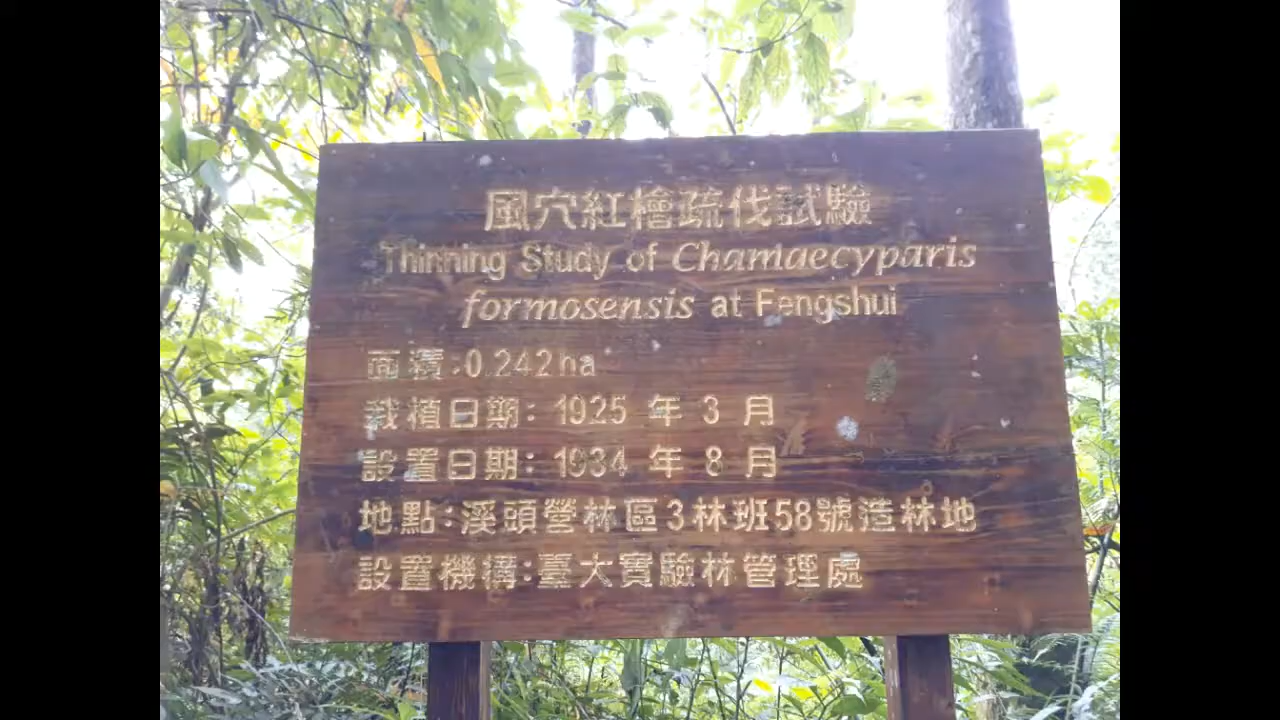 風穴紅檜疏伐試驗
Thinning Study of Chamaecyparis
formosensis at Fengshui
面積:0.242ha
栽植日期: 1925 年 3 月
設置日期: 1934 年 8 月
地點:溪頭營林區3林班58號造林地
設置機構:臺大實驗林管理處